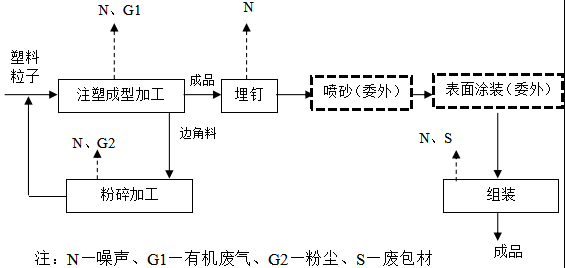 N、G1
N
塑料
粒子
注塑成型加工
成品
埋钉
喷砂(委外)
表面涂装(委外)
边角料
N、G2
N、S
粉碎加工
组装
成品
注：N—噪声、G1—有机废气、G2—粉尘、S—废包材